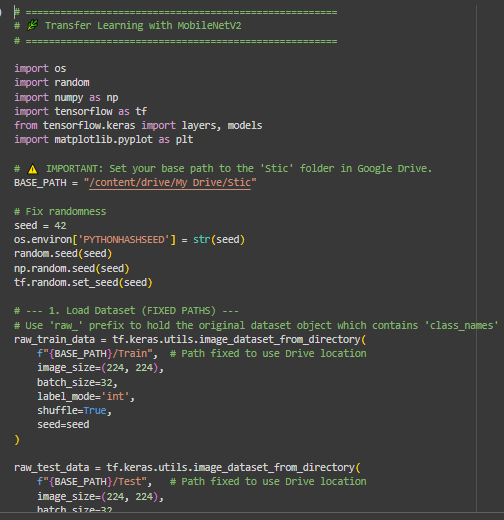 # =====================================================
# 🌿 Transfer Learning with MobileNetV2
# =====================================================
import os
import random
import numpy as np
import tensorflow as tf
from tensorflow.keras import layers, models
import matplotlib.pyplot as plt
# ⚠️ IMPORTANT: Set your base path to the 'Stic' folder in Google Drive.
BASE_PATH = "/content/drive/My Drive/Stic"
# Fix randomness
seed = 42
os.environ['PYTHONHASHSEED'] = str(seed)
random.seed(seed)
np.random.seed(seed)
tf.random.set_seed(seed)
# --- 1. Load Dataset (FIXED PATHS) ---
# Use 'raw_' prefix to hold the original dataset object which contains 'class_names'
raw_train_data = tf.keras.utils.image_dataset_from_directory(
    f"{BASE_PATH}/Train",  # Path fixed to use Drive location
    image_size=(224, 224),
    batch_size=32,
    label_mode='int',
    shuffle=True,
    seed=seed
)
raw_test_data = tf.keras.utils.image_dataset_from_directory(
    f"{BASE_PATH}/Test",   # Path fixed to use Drive location
    image_size=(224, 224),
    batch_size=32